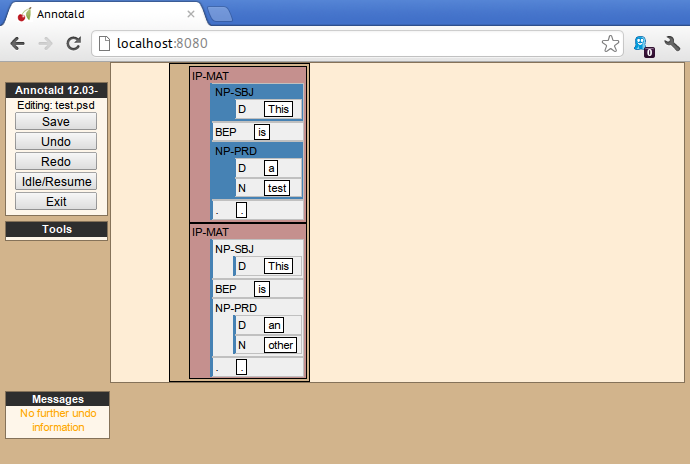 Annotald
localhost:8080
0
Annotald 12.03-
Editing: test.psd
Save
Undo
Redo
Idle/Resume
Exit
Tools
Messages
No further undo
information
IP-MAT
NP-SBJ
D This
BEP is
NP-PRD
D a
N test
. .
IP-MAT
NP-SBJ
D This
BEP is
NP-PRD
D an
N other
. .